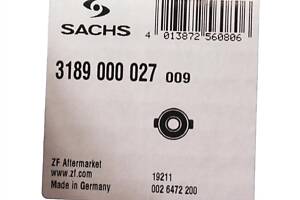 SACHS
4 013872 560806
3189 000 027 009
ZF Aftermarket
www.zf.com
Made in Germany
19211
002 6472 200